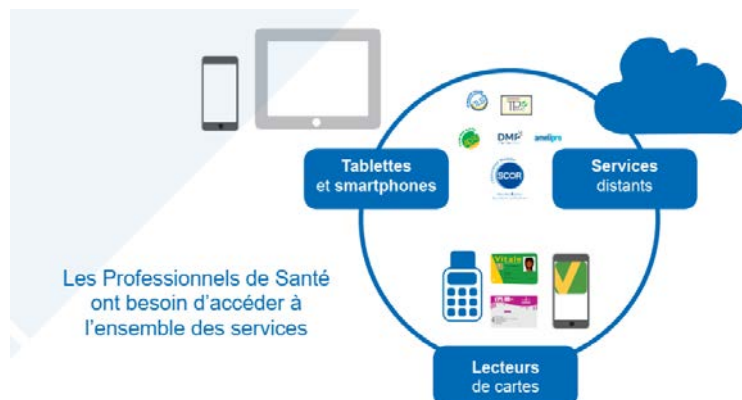 Tablettes
et smartphones
Services
distants
DMP
amelipro
SCOR
Les Professionnels de Santé
ont besoin d'accéder à
l'ensemble des services
Vitale
Lecteurs
de cartes